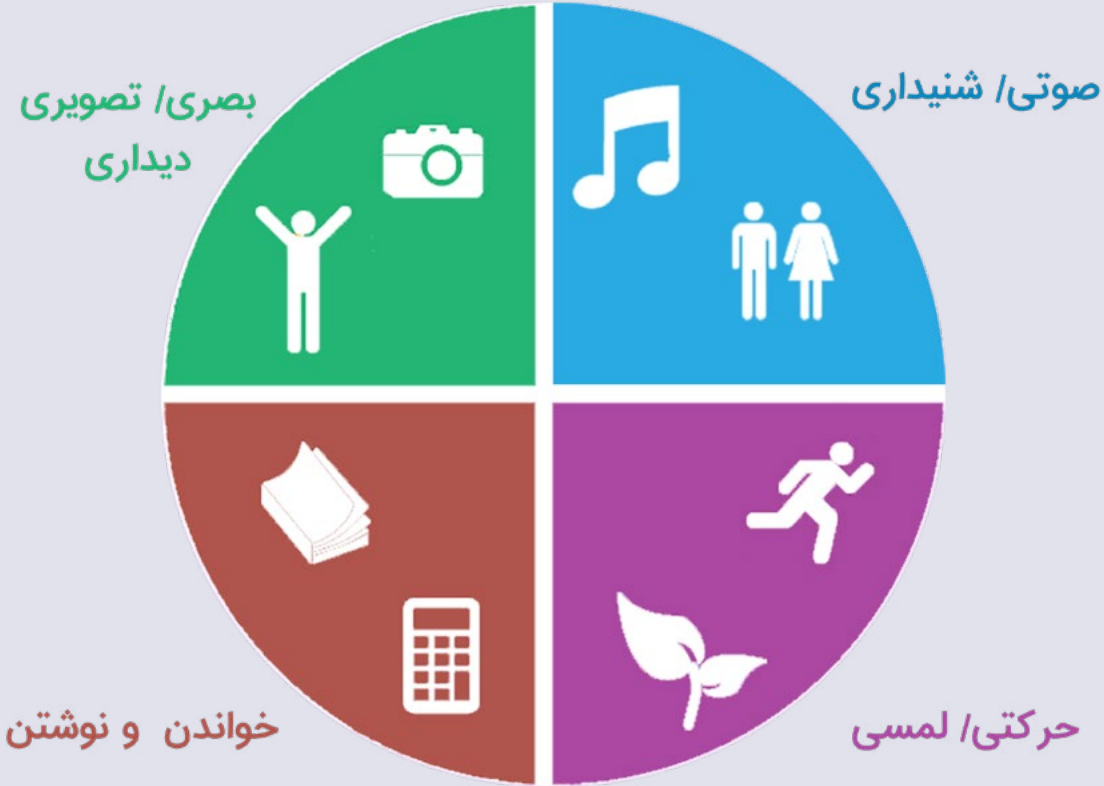 صوتی/ شنیداری
بصری/ تصویری
دیداری
حرکتی/ لمسی
خواندن و نوشتن